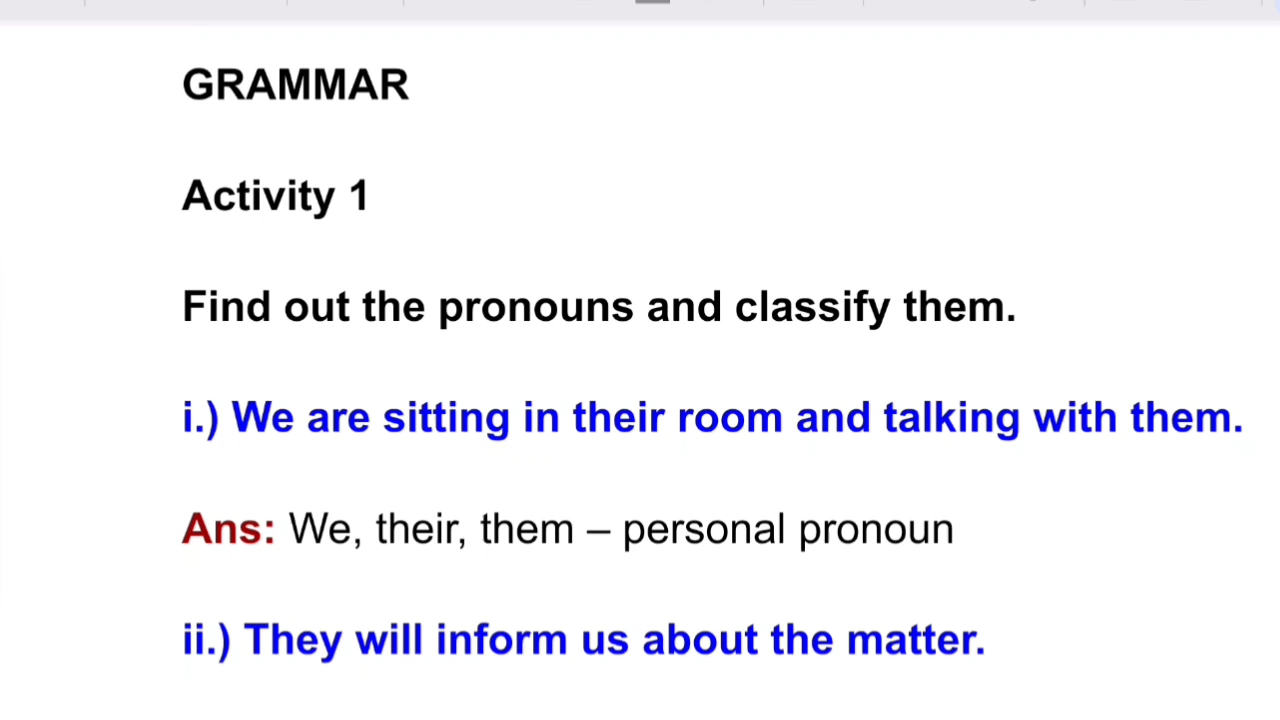 GRAMMAR
Activity 1
Find out the pronouns and classify them.
i.) We are sitting in their room and talking with them.
Ans: We, their, them – personal pronoun
ii.) They will inform us about the matter.